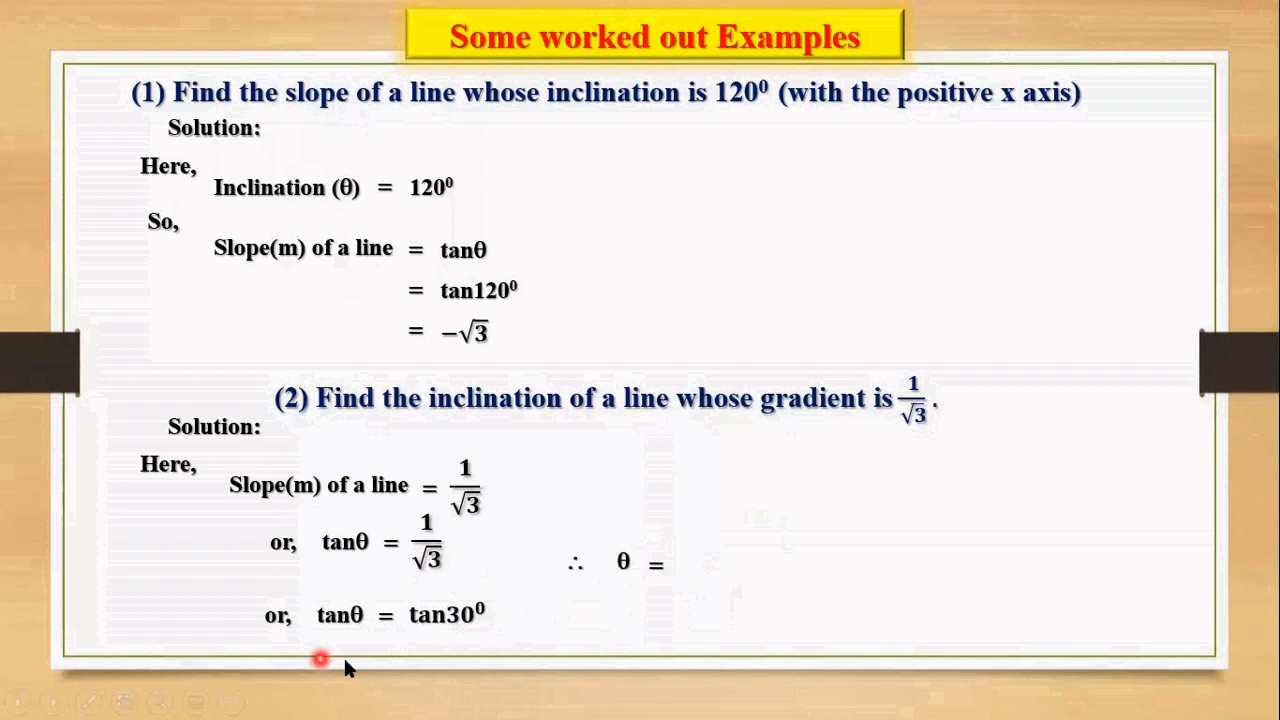 Some worked out Examples
(1) Find the slope of a line whose inclination is 120⁰ (with the positive x axis)
Solution:
Here,
Inclination (θ) = 120⁰
So,
Slope(m) of a line = tanθ
= tan120⁰
= −√3
(2) Find the inclination of a line whose gradient is 1/√3 .
Solution:
Here,
Slope(m) of a line = 1/√3
or, tanθ = 1/√3
∴ θ =
or, tanθ = tan30⁰